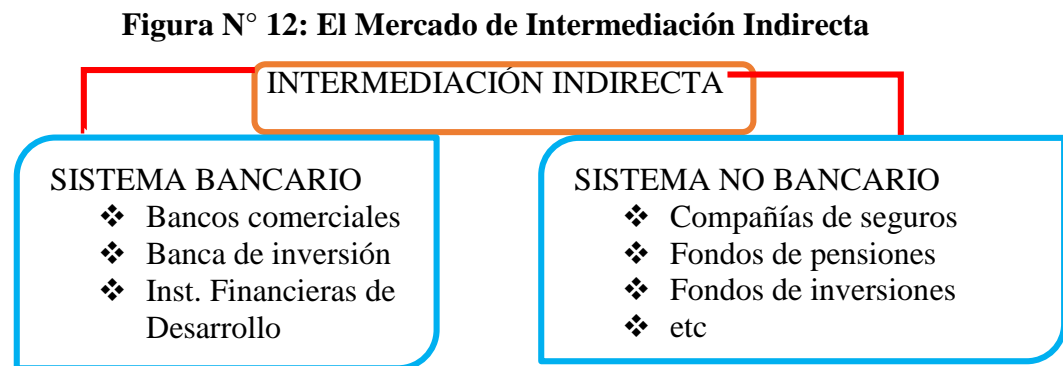 Figura N° 12: El Mercado de Intermediación Indirecta
INTERMEDIACIÓN INDIRECTA
SISTEMA BANCARIO
❖ Bancos comerciales
❖ Banca de inversión
❖ Inst. Financieras de
Desarrollo
SISTEMA NO BANCARIO
❖ Compañías de seguros
❖ Fondos de pensiones
❖ Fondos de inversiones
❖ etc